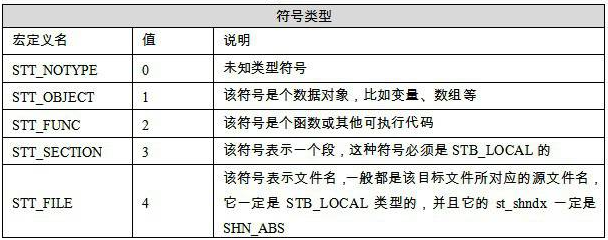 符号类型
宏定义名 值 说明
STT_NOTYPE 0 未知类型符号
STT_OBJECT 1 该符号是个数据对象，比如变量、数组等
STT_FUNC 2 该符号是个函数或其他可执行代码
STT_SECTION 3 该符号表示一个段，这种符号必须是 STB_LOCAL 的
该符号表示文件名，一般都是该目标文件所对应的源文件名，
STT_FILE 4 它一定是 STB_LOCAL 类型的，并且它的 st_shndx 一定是
SHN_ABS